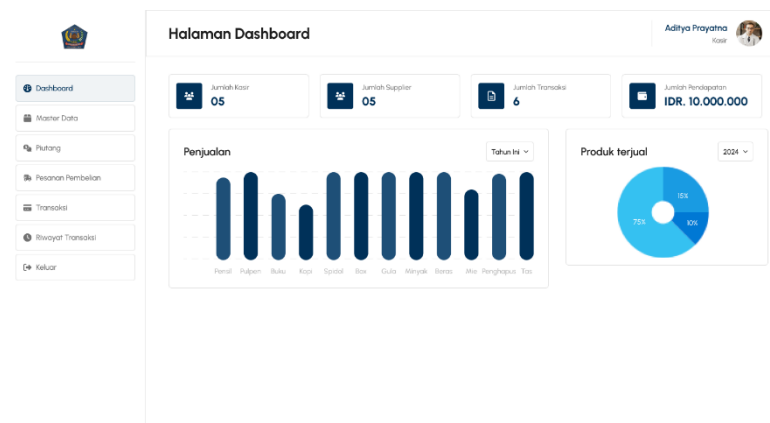 Halaman Dashboard
Aditya Prayatna
Kasir
Dashboard
Master Data
Piutang
Pesanan Pembelian
Transaksi
Riwayat Transaksi
Keluar
Jumlah Kasir
05
Jumlah Supplier
05
Jumlah Transaksi
6
Jumlah Pendapatan
IDR. 10.000.000
Penjualan
Tahun Ini
Pensil Pulpen Buku Kopi Spidol Box Gula Minyak Beras Mie Penghapus Tas
Produk terjual
2024
15%
75%
10%